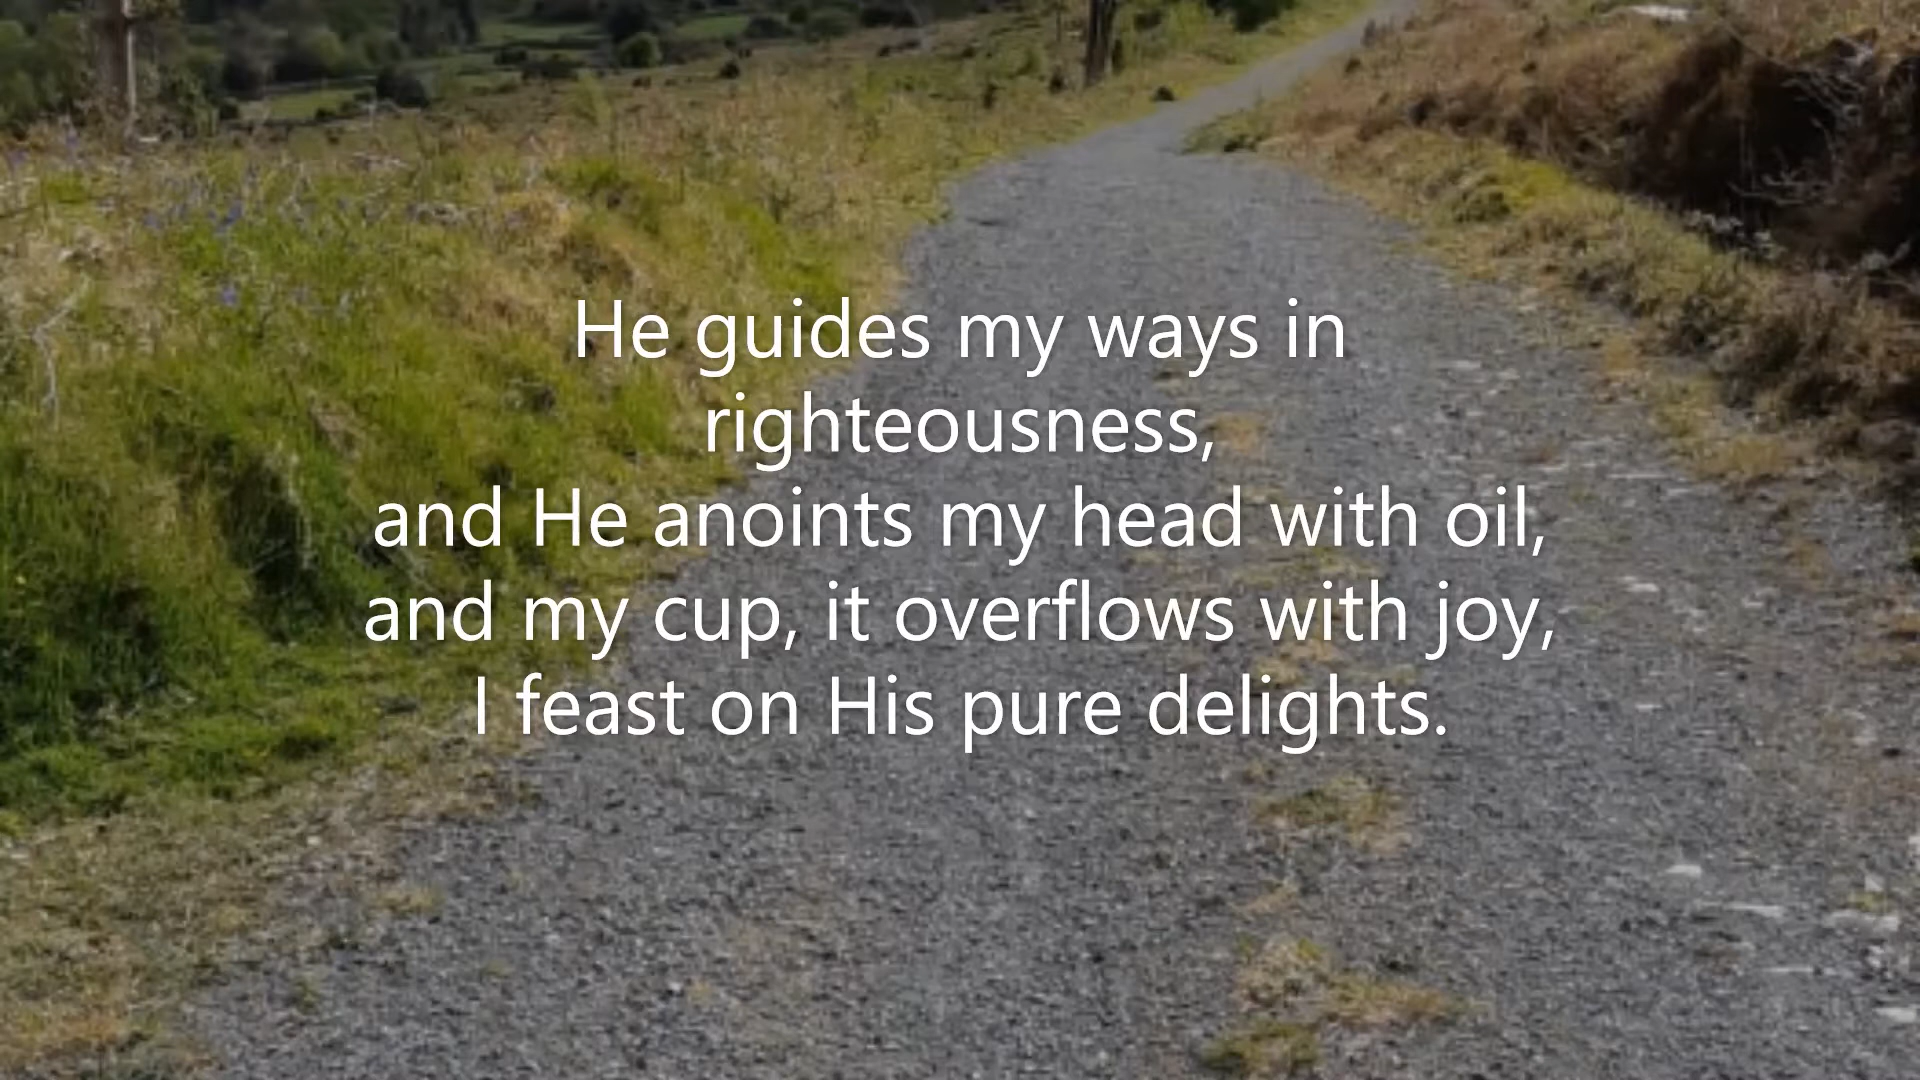 He guides my ways in
righteousness,
and He anoints my head with oil,
and my cup, it overflows with joy,
I feast on His pure delights.